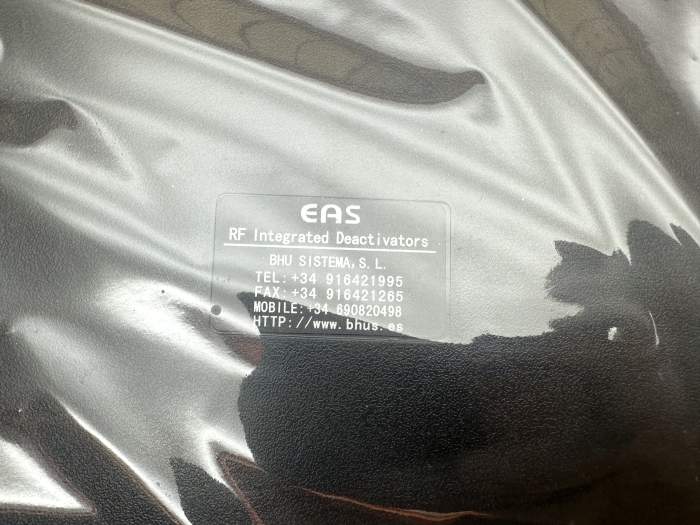 EAS
RF Integrated Deactivators
BHU SISTEMA, S. L.
TEL: +34 916421995
FAX: +34 916421265
MOBILE: +34 690820498
HTTP://www.bhus.es